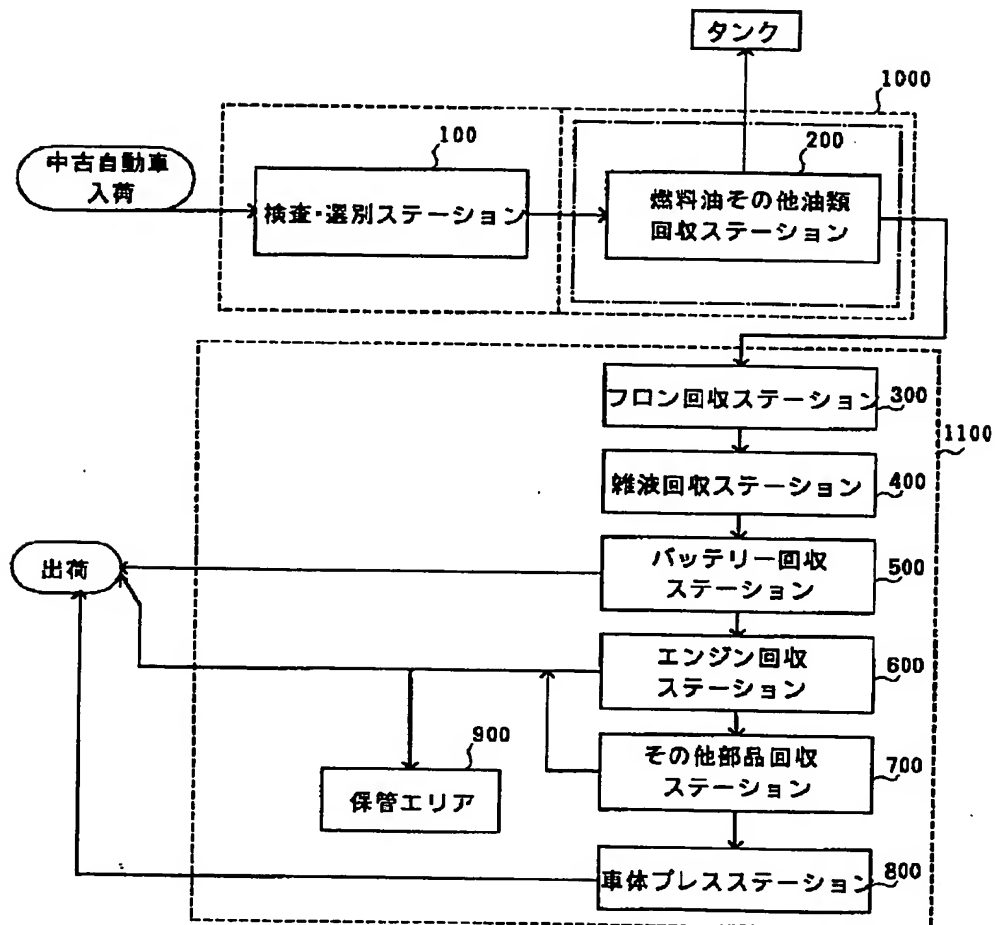 タンク
1000
100
200
中古自動車
入荷
検査・選別ステーション
燃料油その他油類
回収ステーション
フロン回収ステーション
300
1100
雑液回収ステーション
400
出荷
バッテリー回収
ステーション
500
エンジン回収
ステーション
600
900
その他部品回収
ステーション
700
保管エリア
車体プレスステーション
800